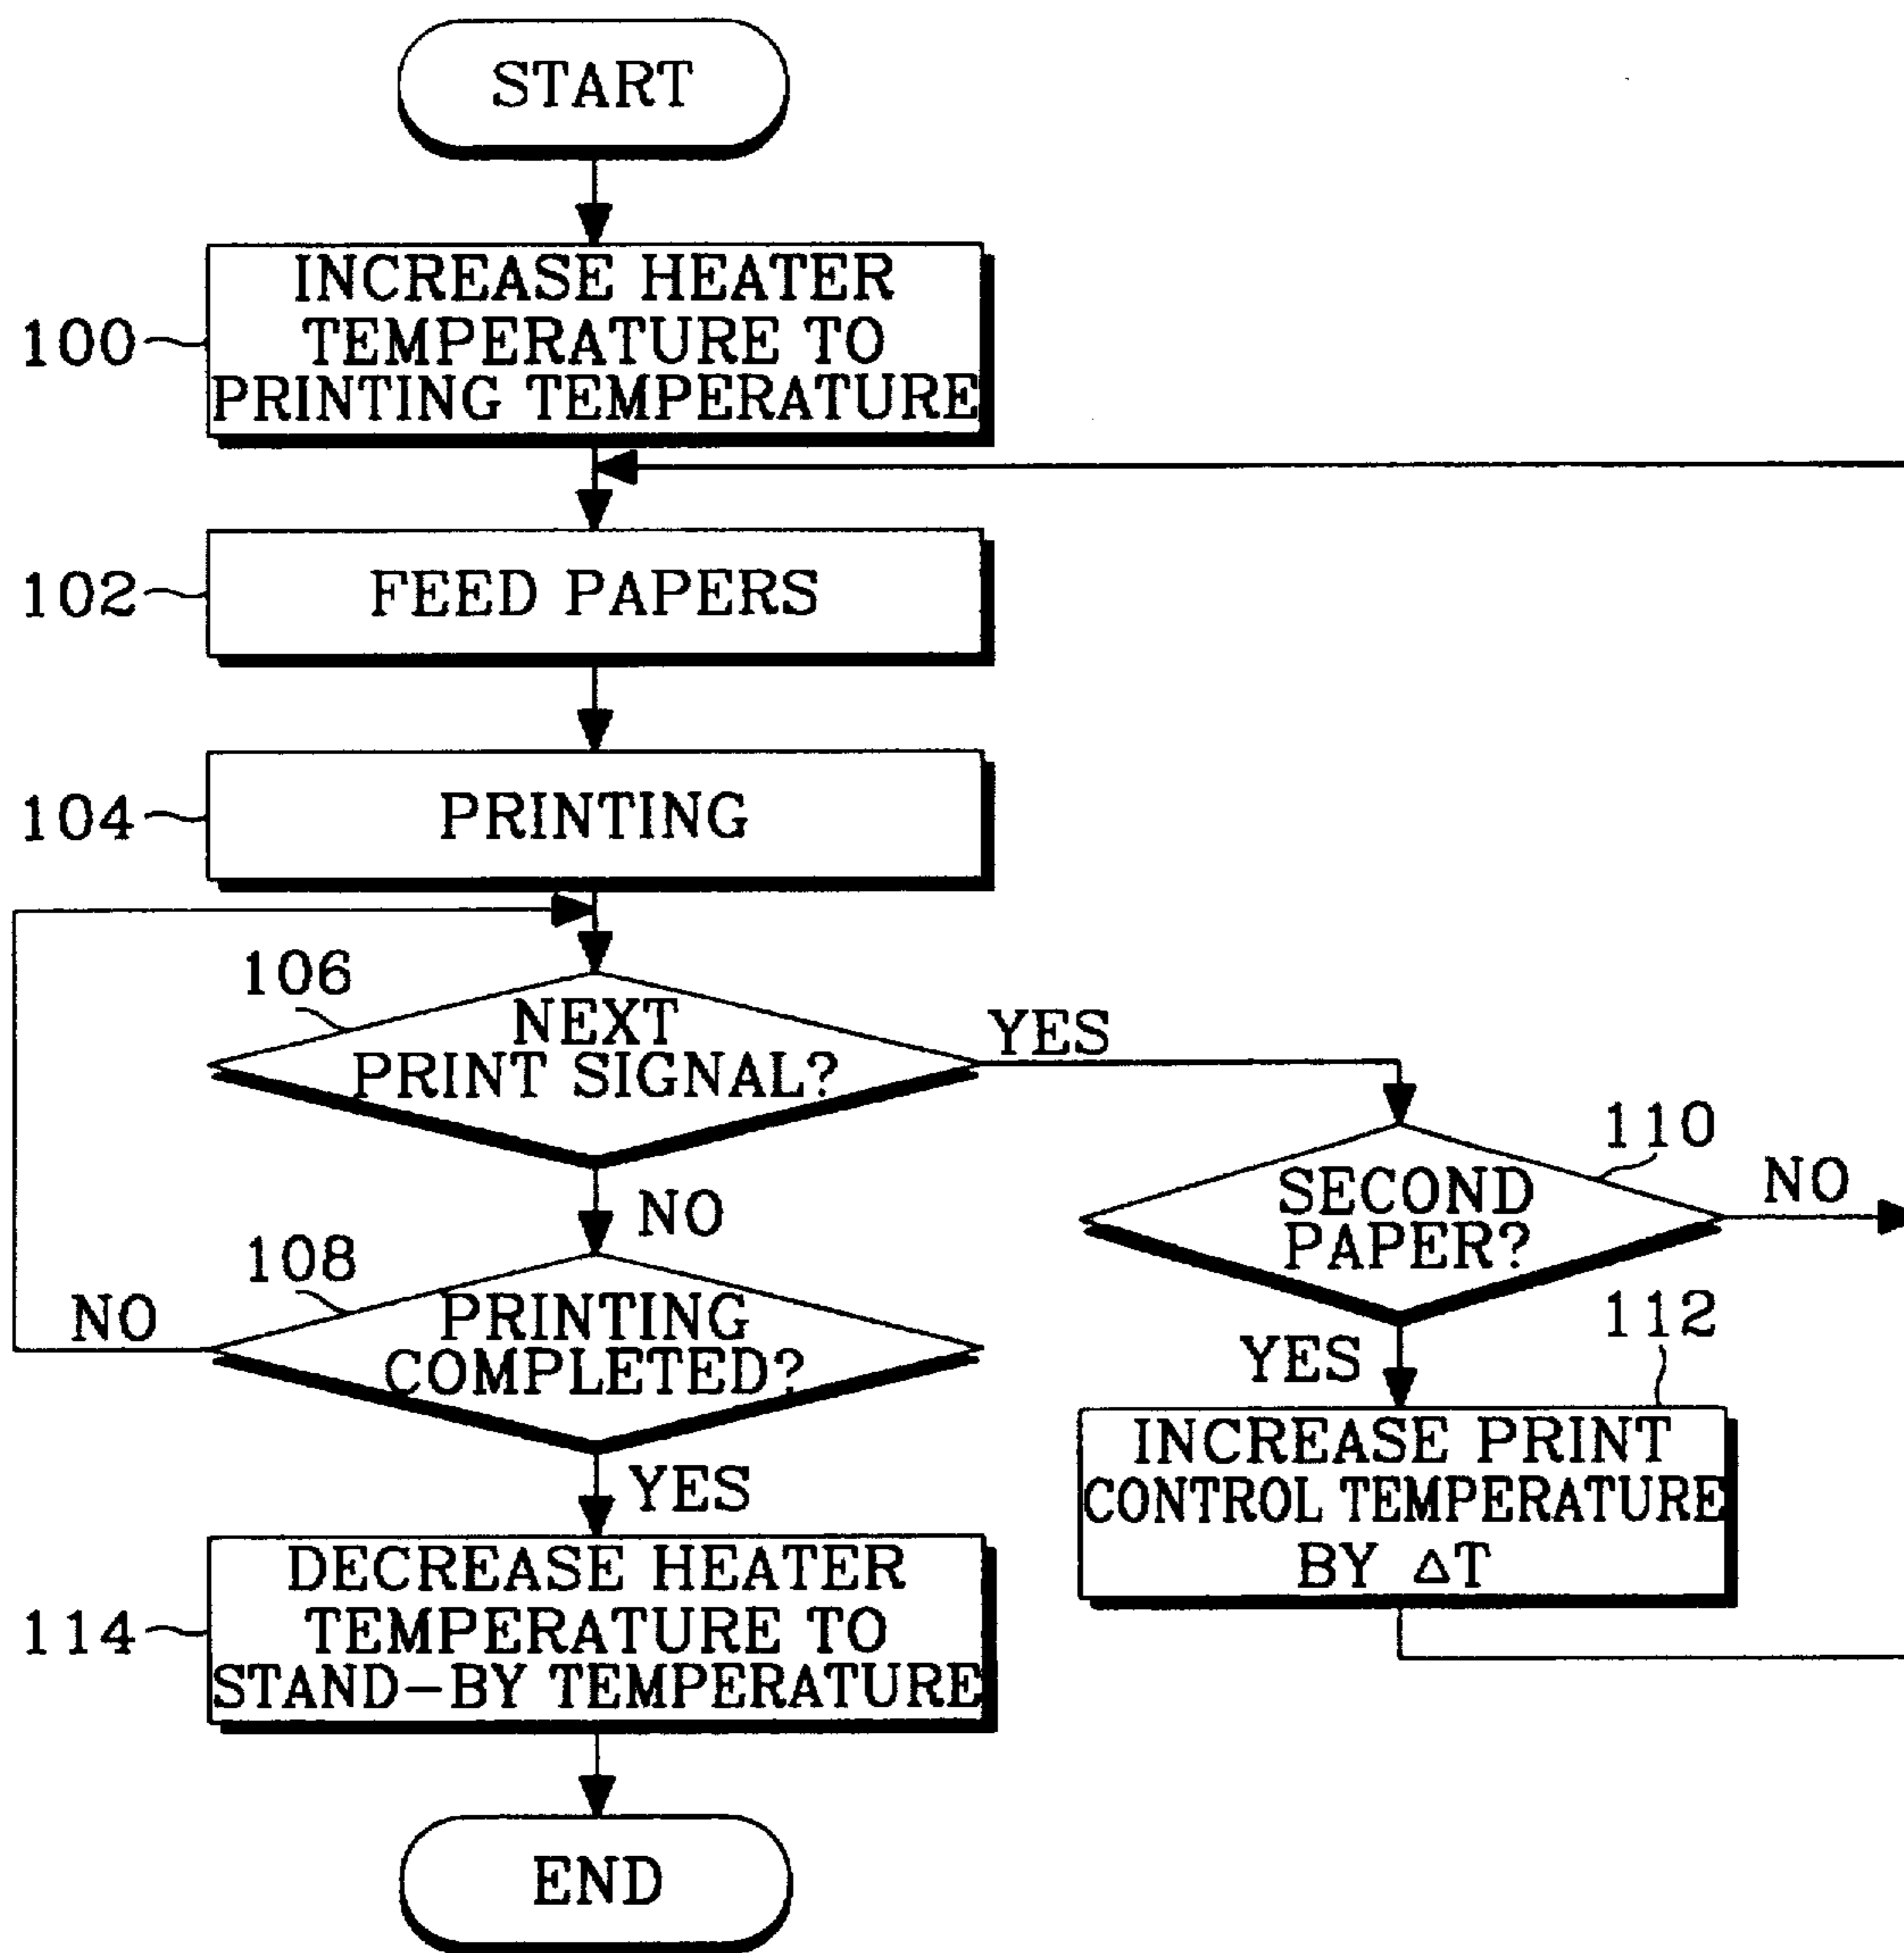 START
100
INCREASE HEATER
TEMPERATURE TO
PRINTING TEMPERATURE
102
FEED PAPERS
104
PRINTING
106
NEXT
PRINT SIGNAL?
YES
NO
110
SECOND
PAPER?
NO
YES
108
PRINTING
COMPLETED?
NO
YES
112
INCREASE PRINT
CONTROL TEMPERATURE
BY ΔT
114
DECREASE HEATER
TEMPERATURE TO
STAND-BY TEMPERATURE
END